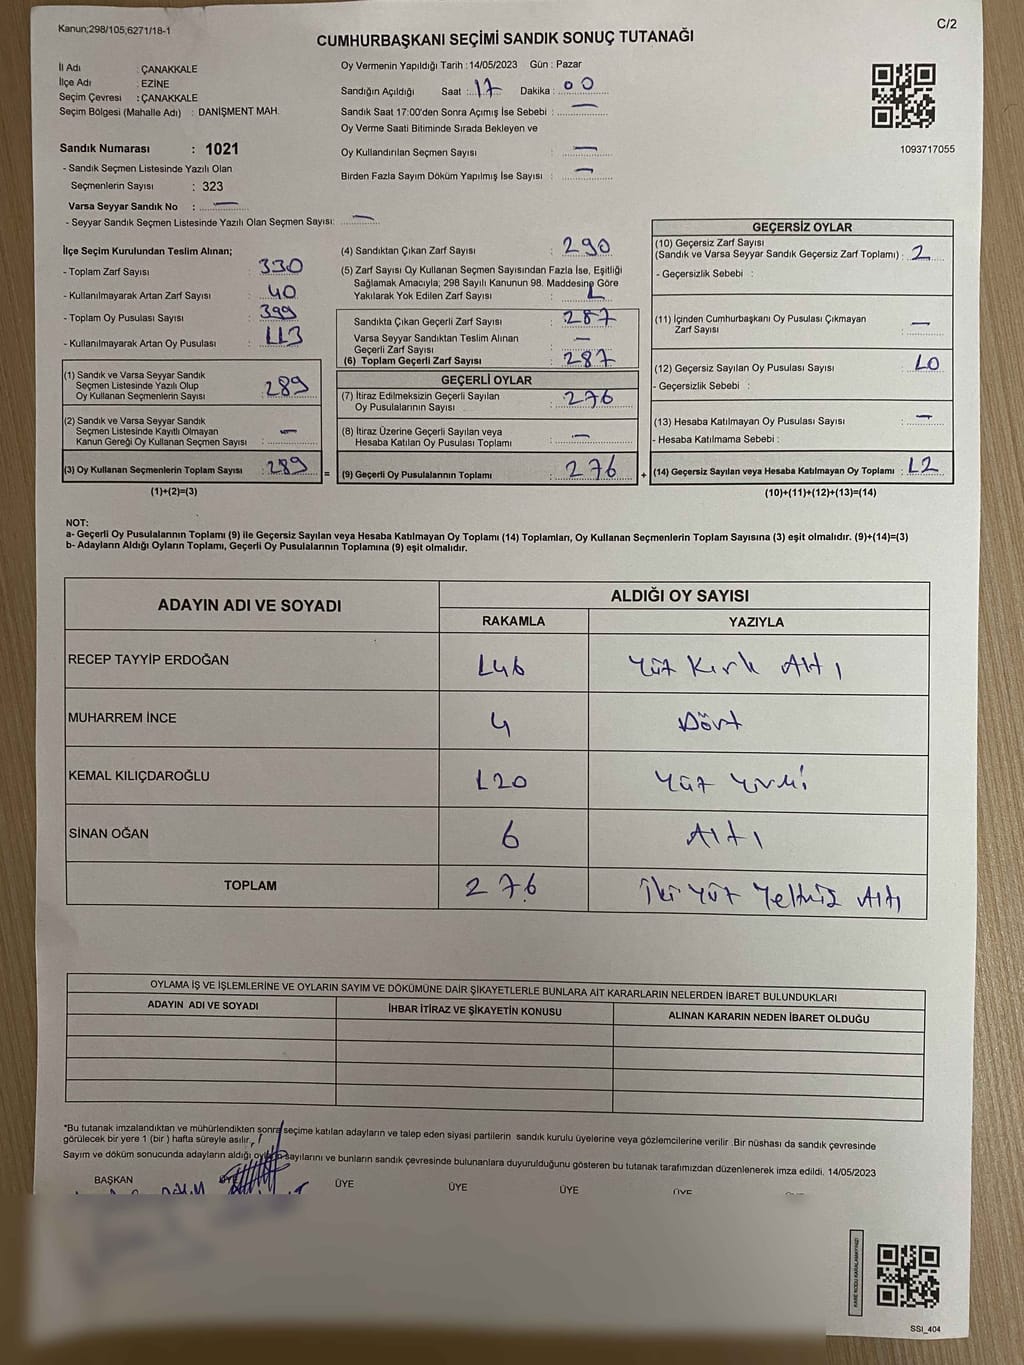 Kanun;298/105;6271/18-1
C/2
CUMHURBAŞKANI SEÇİMİ SANDIK SONUÇ TUTANAĞI
İl Adı : ÇANAKKALE
İlçe Adı : EZİNE
Seçim Çevresi : ÇANAKKALE
Seçim Bölgesi (Mahalle Adı) : DANİŞMENT MAH.
Sandık Numarası : 1021
- Sandık Seçmen Listesinde Yazılı Olan
Seçmenlerin Sayısı : 323
Varsa Seyyar Sandık No : —
- Seyyar Sandık Seçmen Listesinde Yazılı Olan Seçmen Sayısı: —
Oy Vermenin Yapıldığı Tarih : 14/05/2023 Gün : Pazar
Sandığın Açıldığı Saat : 17 Dakika : 00
Sandık Saat 17:00'den Sonra Açımış İse Sebebi : —
Oy Verme Saati Bitiminde Sırada Bekleyen ve
Oy Kullandırılan Seçmen Sayısı : —
Birden Fazla Sayım Döküm Yapılmış İse Sayısı : —
1093717055
İlçe Seçim Kurulundan Teslim Alınan;
- Toplam Zarf Sayısı : 330
- Kullanılmayarak Artan Zarf Sayısı : 40
- Toplam Oy Pusulası Sayısı : 399
- Kullanılmayarak Artan Oy Pusulası : 113
(1) Sandık ve Varsa Seyyar Sandık
Seçmen Listesinde Yazılı Olup
Oy Kullanan Seçmenlerin Sayısı : 289
(2) Sandık ve Varsa Seyyar Sandık
Seçmen Listesinde Kayıtlı Olmayan
Kanun Gereği Oy Kullanan Seçmen Sayısı : —
(3) Oy Kullanan Seçmenlerin Toplam Sayısı : 289
(1)+(2)=(3)
=
(4) Sandıktan Çıkan Zarf Sayısı : 290
(5) Zarf Sayısı Oy Kullanan Seçmen Sayısından Fazla İse, Eşitliği
Sağlamak Amacıyla; 298 Sayılı Kanunun 98. Maddesine Göre
Yakılarak Yok Edilen Zarf Sayısı : 1
Sandıkta Çıkan Geçerli Zarf Sayısı : 287
Varsa Seyyar Sandıktan Teslim Alınan
Geçerli Zarf Sayısı : —
(6) Toplam Geçerli Zarf Sayısı : 287
GEÇERLİ OYLAR
(7) İtiraz Edilmeksizin Geçerli Sayılan
Oy Pusulalarının Sayısı : 276
(8) İtiraz Üzerine Geçerli Sayılan veya
Hesaba Katılan Oy Pusulası Toplamı : —
(9) Geçerli Oy Pusulalarının Toplamı : 276
+
GEÇERSİZ OYLAR
(10) Geçersiz Zarf Sayısı
(Sandık ve Varsa Seyyar Sandık Geçersiz Zarf Toplamı) : 2
- Geçersizlik Sebebi :
(11) İçinden Cumhurbaşkanı Oy Pusulası Çıkmayan
Zarf Sayısı : —
(12) Geçersiz Sayılan Oy Pusulası Sayısı : 10
- Geçersizlik Sebebi :
(13) Hesaba Katılmayan Oy Pusulası Sayısı : —
- Hesaba Katılmama Sebebi :
(14) Geçersiz Sayılan veya Hesaba Katılmayan Oy Toplamı : 12
(10)+(11)+(12)+(13)=(14)
NOT:
a- Geçerli Oy Pusulalarının Toplamı (9) ile Geçersiz Sayılan veya Hesaba Katılmayan Oy Toplamı (14) Toplamları, Oy Kullanan Seçmenlerin Toplam Sayısına (3) eşit olmalıdır. (9)+(14)=(3)
b- Adayların Aldığı Oyların Toplamı, Geçerli Oy Pusulalarının Toplamına (9) eşit olmalıdır.
ADAYIN ADI VE SOYADI
ALDIĞI OY SAYISI
RAKAMLA YAZIYLA
RECEP TAYYİP ERDOĞAN 146 Yüz Kırk Altı
MUHARREM İNCE 4 Dört
KEMAL KILIÇDAROĞLU 120 Yüz Yirmi
SİNAN OĞAN 6 Altı
TOPLAM 276 İki Yüz Yetmiş Altı
OYLAMA İŞ VE İŞLEMLERİNE VE OYLARIN SAYIM VE DÖKÜMÜNE DAİR ŞİKAYETLERLE BUNLARA AİT KARARLARIN NELERDEN İBARET BULUNDUKLARI
ADAYIN ADI VE SOYADI İHBAR İTİRAZ VE ŞİKAYETİN KONUSU ALINAN KARARIN NEDEN İBARET OLDUĞU
*Bu tutanak imzalandıktan ve mühürlendikten sonra seçime katılan adayların ve talep eden siyasi partilerin sandık kurulu üyelerine veya gözlemcilerine verilir .Bir nüshası da sandık çevresinde
görülecek bir yere 1 (bir ) hafta süreyle asılır.
Sayım ve döküm sonucunda adayların aldığı oyların sayılarını ve bunların sandık çevresinde bulunanlara duyurulduğunu gösteren bu tutanak tarafımızdan düzenlenerek imza edildi. 14/05/2023
BAŞKAN ÜYE ÜYE ÜYE ÜYE ÜYE
KARE KODU KARALAMAYINIZ!
SSI_404